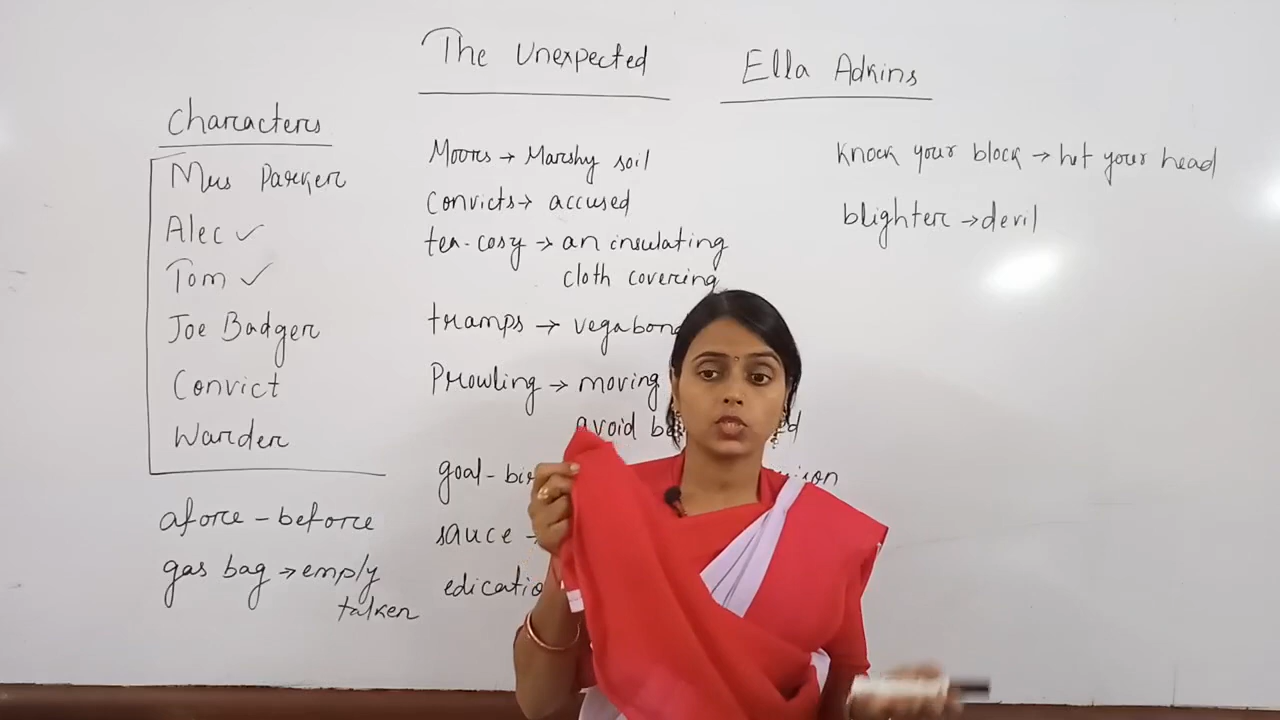 The Unexpected
Ella Adkins
Characters
Mrs Parker
Alec ✓
Tom ✓
Joe Badger
Convict
Warder
afore - before
gas bag → empty
talker
Moors → Marshy soil
Convicts → accused
tea-cosy → an insulating
cloth covering
tramps → vegabond
Prowling → moving
avoid
goal-
sauce →
Knock your block → hit your head
blighter → devil